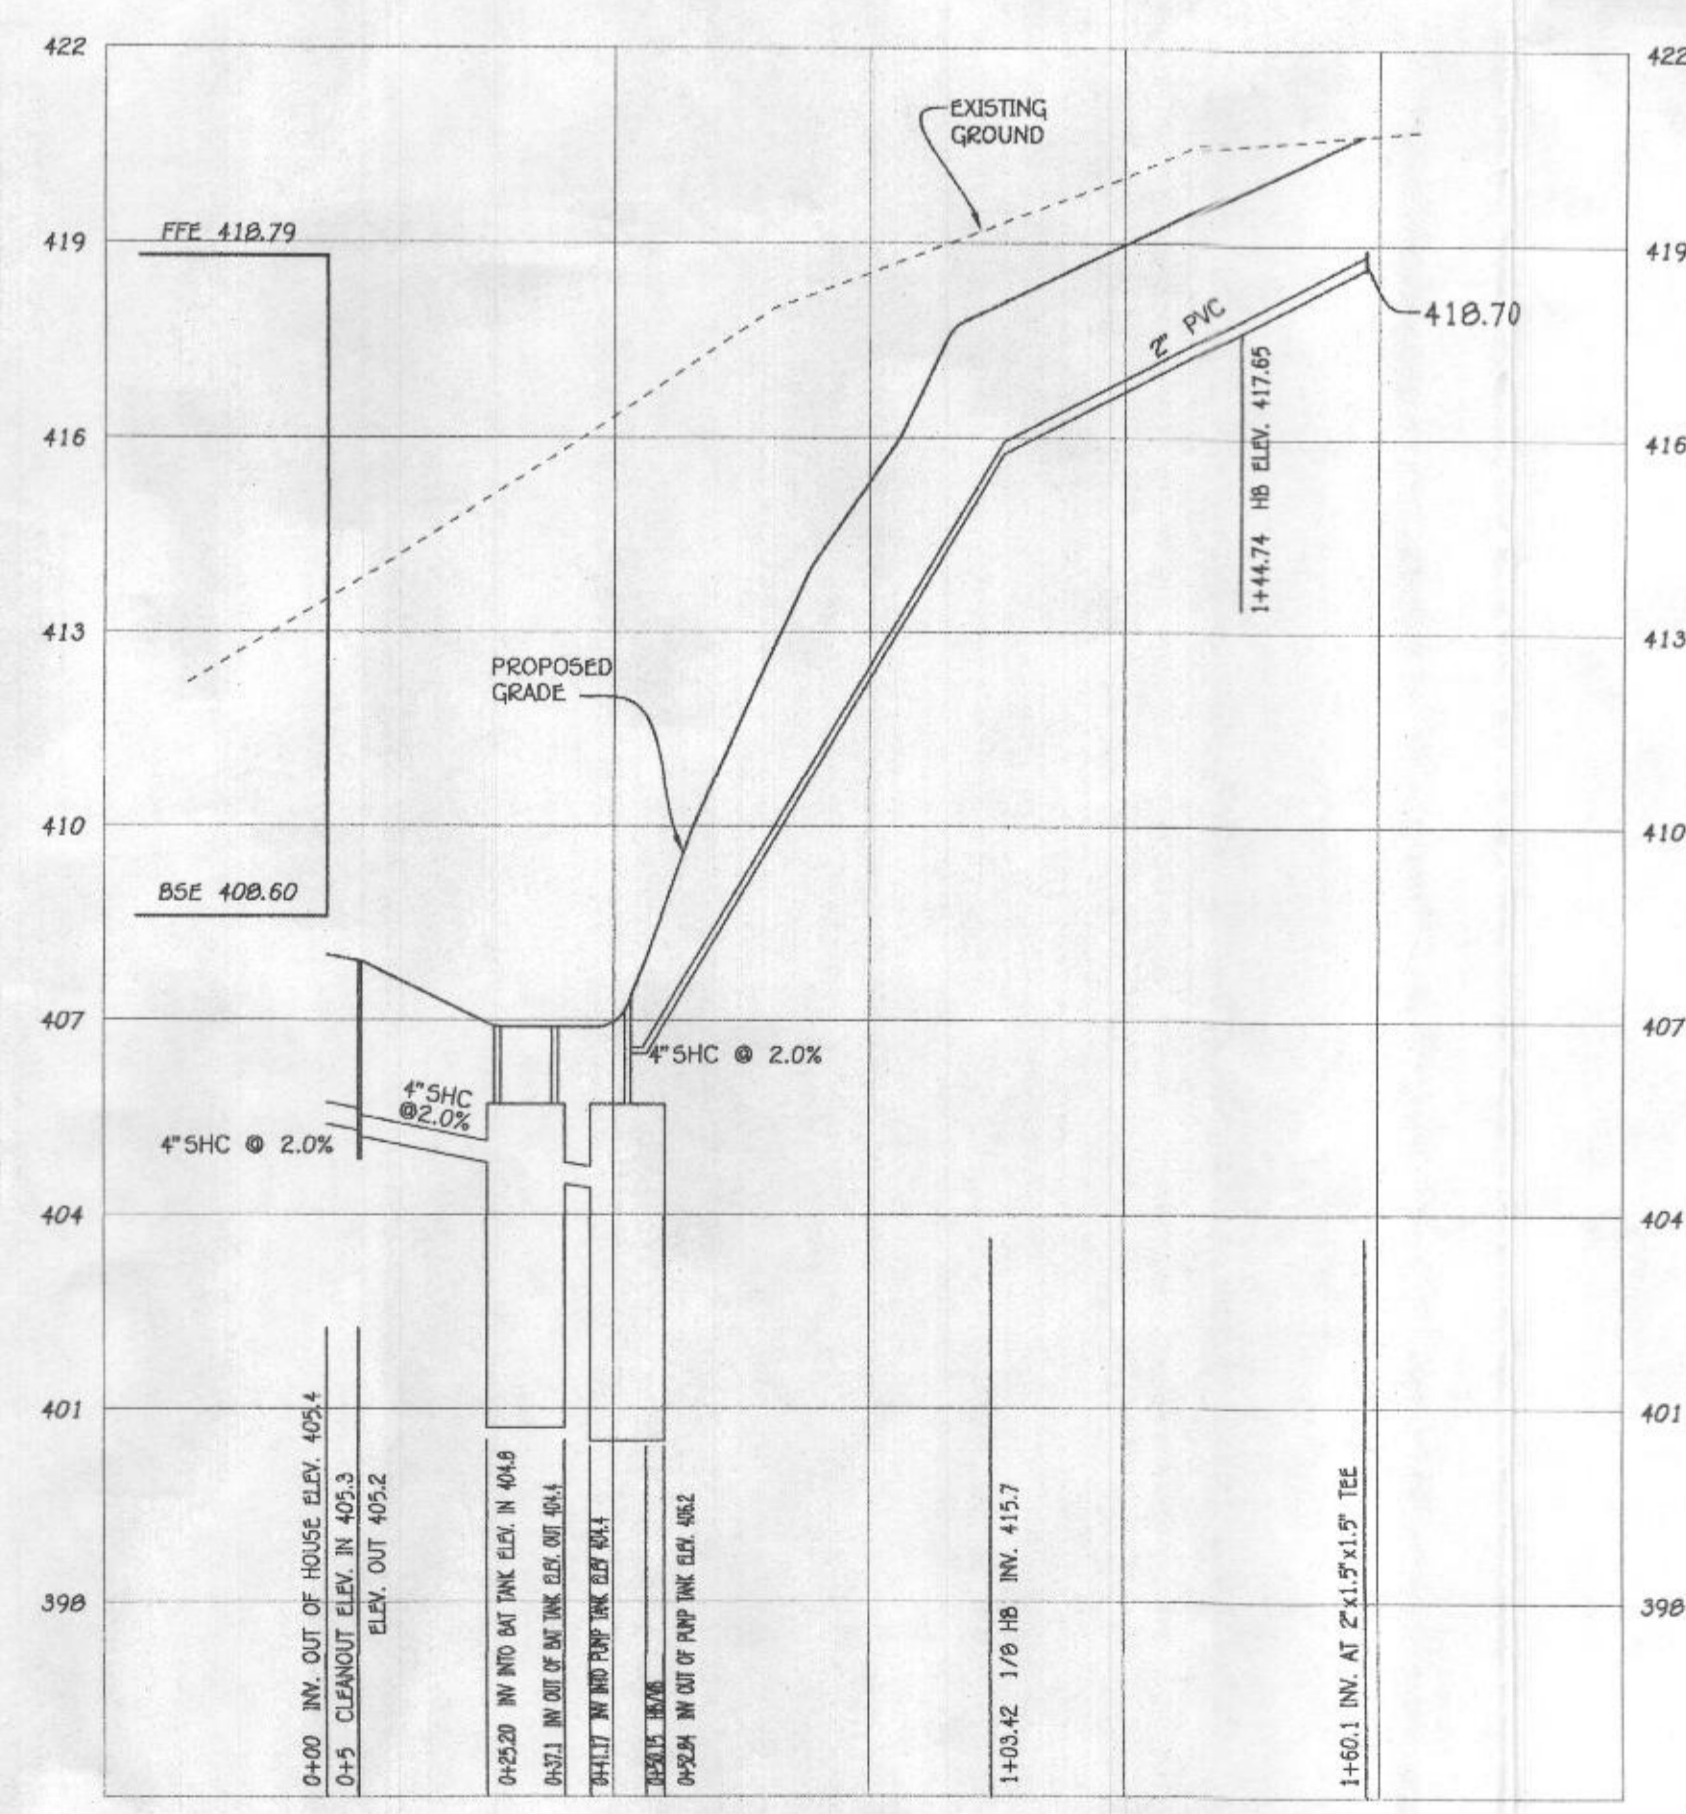 422
422
EXISTING
GROUND
FFE 418.79
419
419
418.70
2" PVC
1+44.74 HB ELEV. 417.65
416
416
413
413
PROPOSED
GRADE
410
410
BSE 408.60
407
407
4" SHC @ 2.0%
4" SHC
@2.0%
4" SHC @ 2.0%
404
404
401
401
398
398
0+00 INV. OUT OF HOUSE ELEV. 405.4
0+5 CLEANOUT ELEV. IN 405.3
ELEV. OUT 405.2
0+25.20 INV INTO BAT TANK ELEV. IN 404.8
0+37.1 INV OUT OF BAT TANK ELEV. OUT 404.4
0+41.17 INV INTO PUMP TANK ELEV 404.4
0+50.15
0+52.84 INV OUT OF PUMP TANK ELEV. 406.2
1+03.42 1/8 HB INV. 415.7
1+60.1 INV. AT 2"x1.5"x1.5" TEE